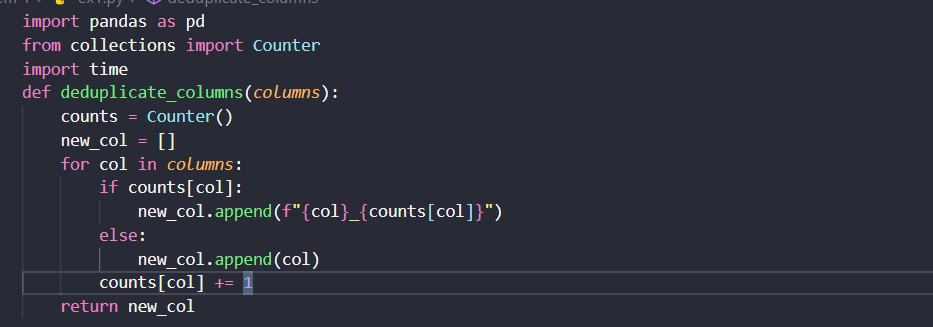 ex1.py deduplicate_columns
import pandas as pd
from collections import Counter
import time
def deduplicate_columns(columns):
    counts = Counter()
    new_col = []
    for col in columns:
        if counts[col]:
            new_col.append(f"{col}_{counts[col]}")
        else:
            new_col.append(col)
        counts[col] += 1
    return new_col